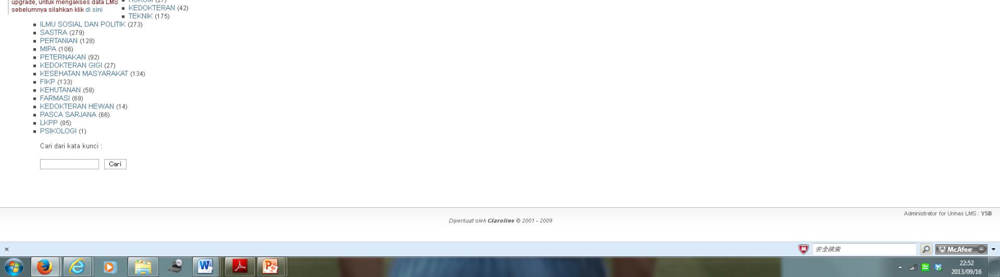 upgrade, untuk mengakses data LMS
sebelumnya silahkan klik di sini
HUKUM (27)
KEDOKTERAN (42)
TEKNIK (175)
ILMU SOSIAL DAN POLITIK (273)
SASTRA (279)
PERTANIAN (128)
MIPA (106)
PETERNAKAN (92)
KEDOKTERAN GIGI (27)
KESEHATAN MASYARAKAT (134)
FIKP (133)
KEHUTANAN (58)
FARMASI (69)
KEDOKTERAN HEWAN (14)
PASCA SARJANA (66)
LKPP (85)
PSIKOLOGI (1)
Cari dari kata kunci :
Cari
Administrator for Unhas LMS : YSB
Diperkuat oleh Claroline © 2001 - 2009
安全検索
McAfee
22:52
2013/09/16